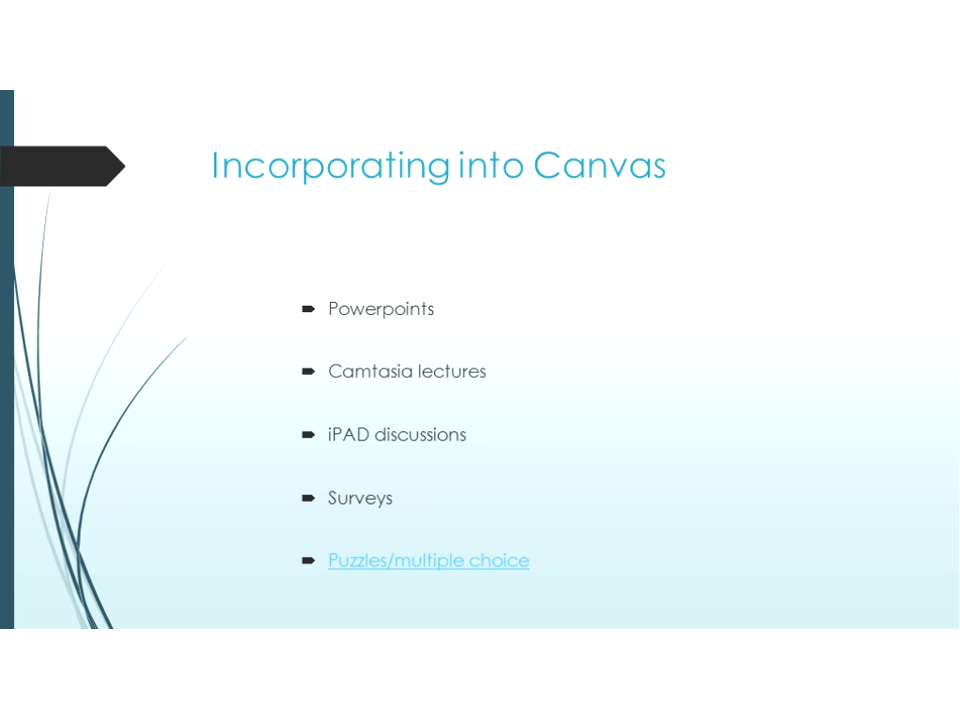 Incorporating into Canvas
Powerpoints
Camtasia lectures
iPAD discussions
Surveys
Puzzles/multiple choice